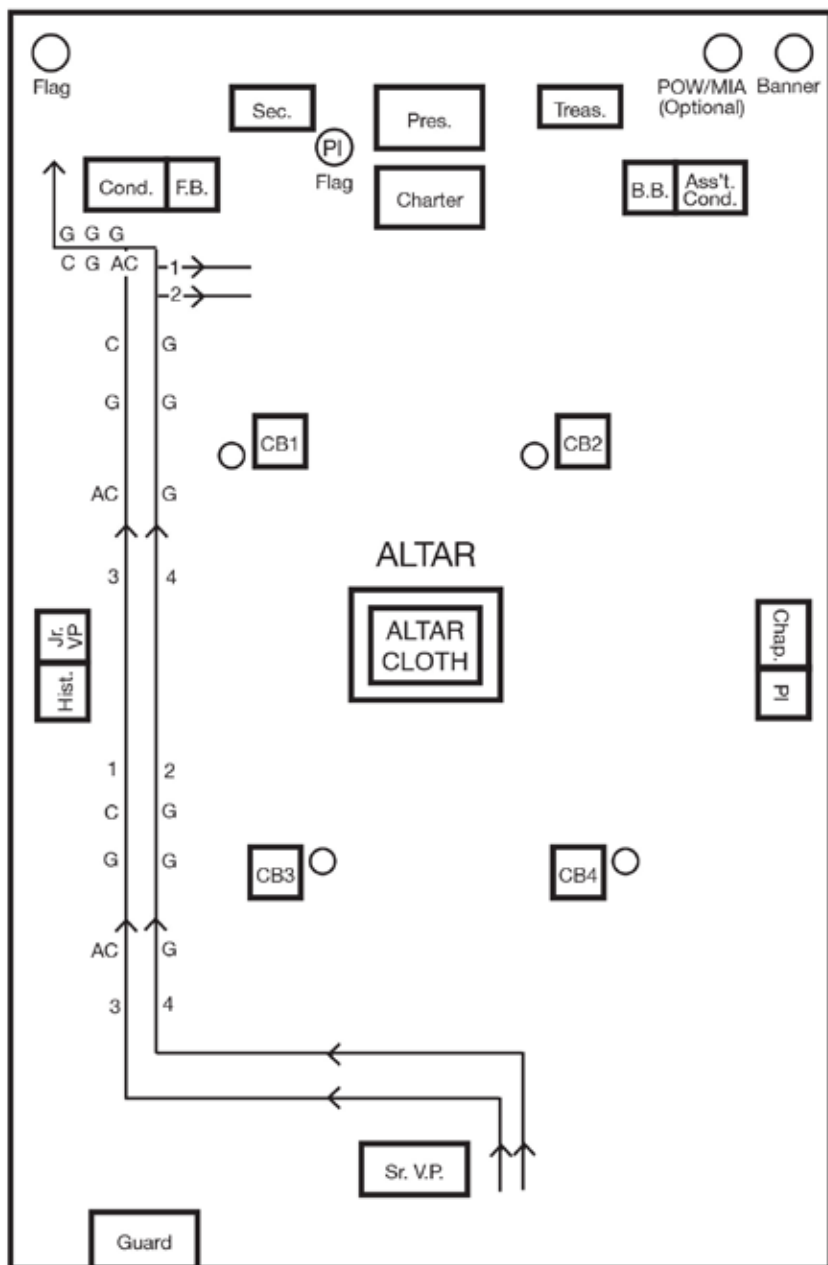 Flag
POW/MIA
(Optional)
Banner
Sec.
Pres.
Treas.
PI
Flag
Cond.
F.B.
Charter
B.B.
Ass't.
Cond.
G G G
C G AC
1
2
C G
G G
CB1
CB2
AC G
ALTAR
3 4
Jr.
VP
ALTAR
CLOTH
Chap.
Hist.
PI
1 2
C G
G G
CB3
CB4
AC G
3 4
Sr. V.P.
Guard